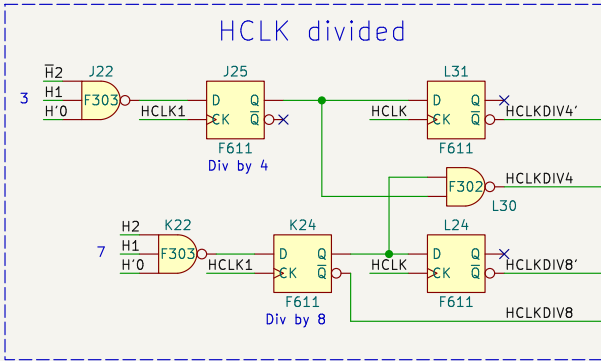 HCLK divided
H̅2 J22 J25 L31
3 H1 F303 D Q D Q
H'0 HCLK1 CK Q̅ HCLK CK Q̅ HCLKDIV4'
F611 F611
Div by 4
F302 HCLKDIV4
L30
H2 K22 K24 L24
7 H1 F303 D Q D Q
H'0 HCLK1 CK Q̅ HCLK CK Q̅ HCLKDIV8'
F611 F611
Div by 8 HCLKDIV8